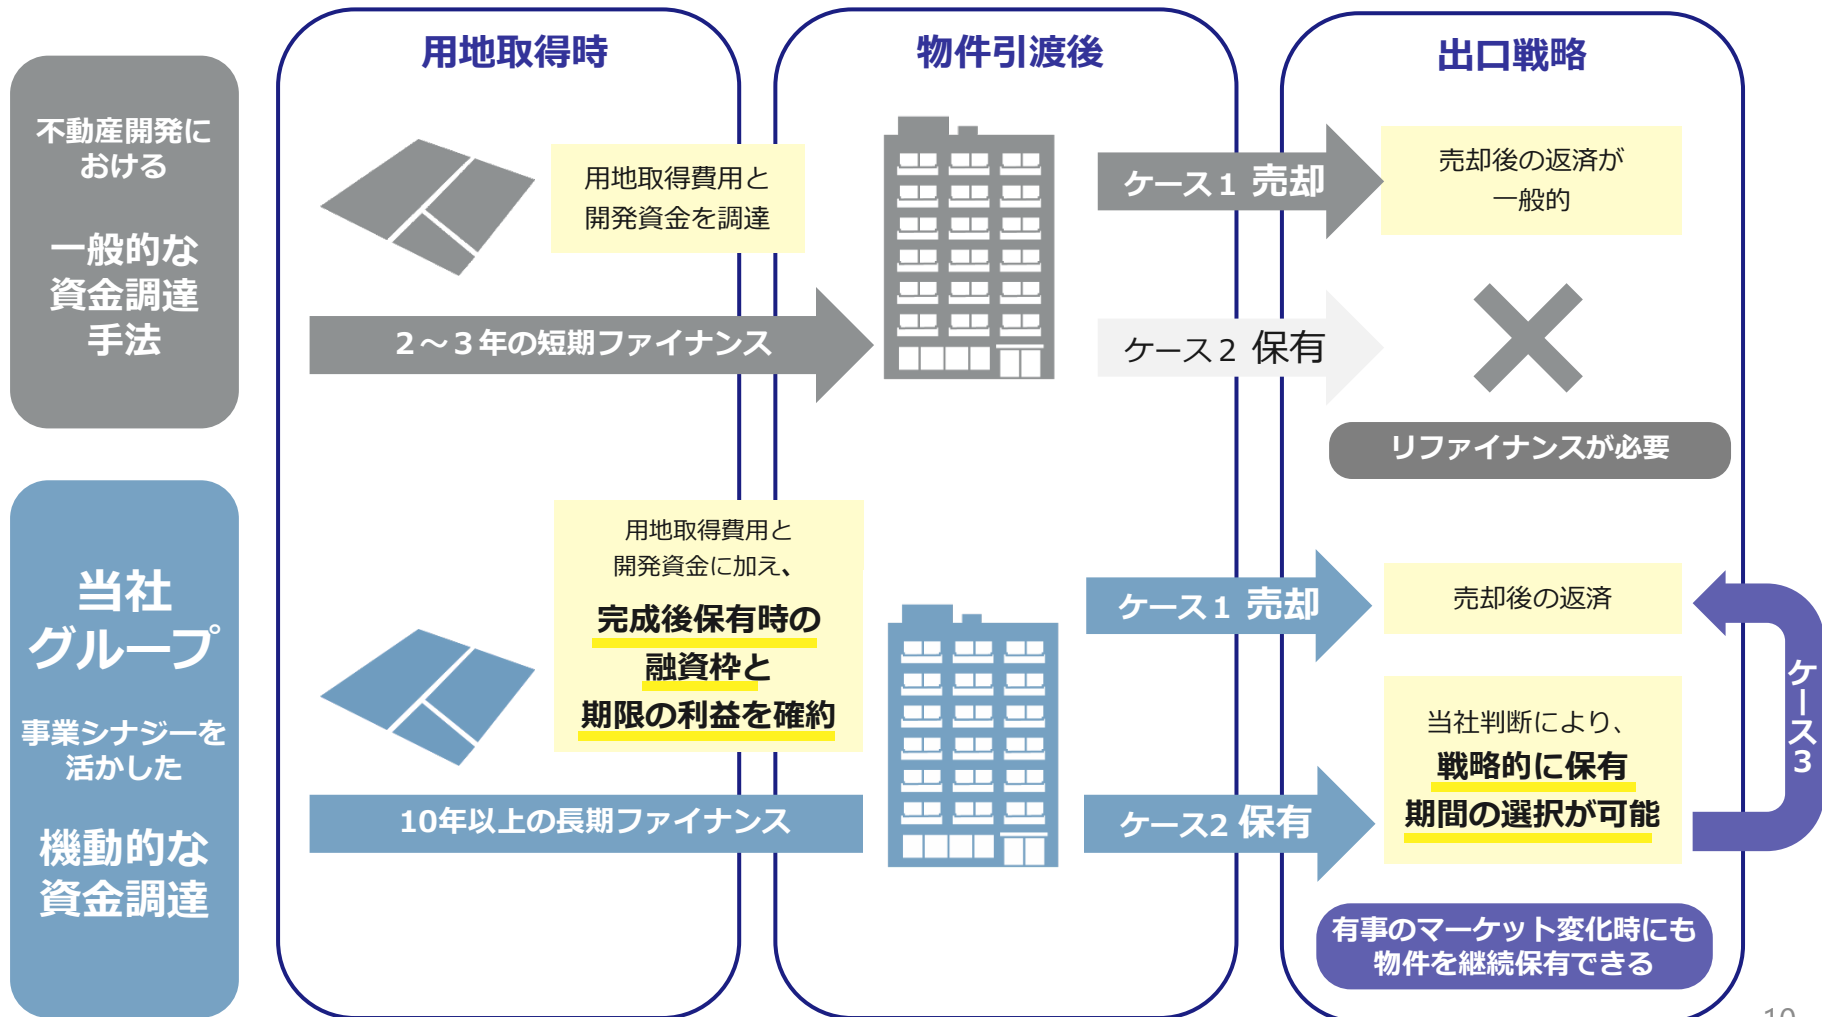 用地取得時
物件引渡後
出口戦略
不動産開発に
おける
一般的な
資金調達
手法
用地取得費用と
開発資金を調達
2～3年の短期ファイナンス
ケース1 売却
売却後の返済が
一般的
ケース2 保有
リファイナンスが必要
当社
グループ
事業シナジーを
活かした
機動的な
資金調達
用地取得費用と
開発資金に加え、
完成後保有時の
融資枠と
期限の利益を確約
10年以上の長期ファイナンス
ケース1 売却
売却後の返済
ケース2 保有
当社判断により、
戦略的に保有
期間の選択が可能
ケース3
有事のマーケット変化時にも
物件を継続保有できる
10